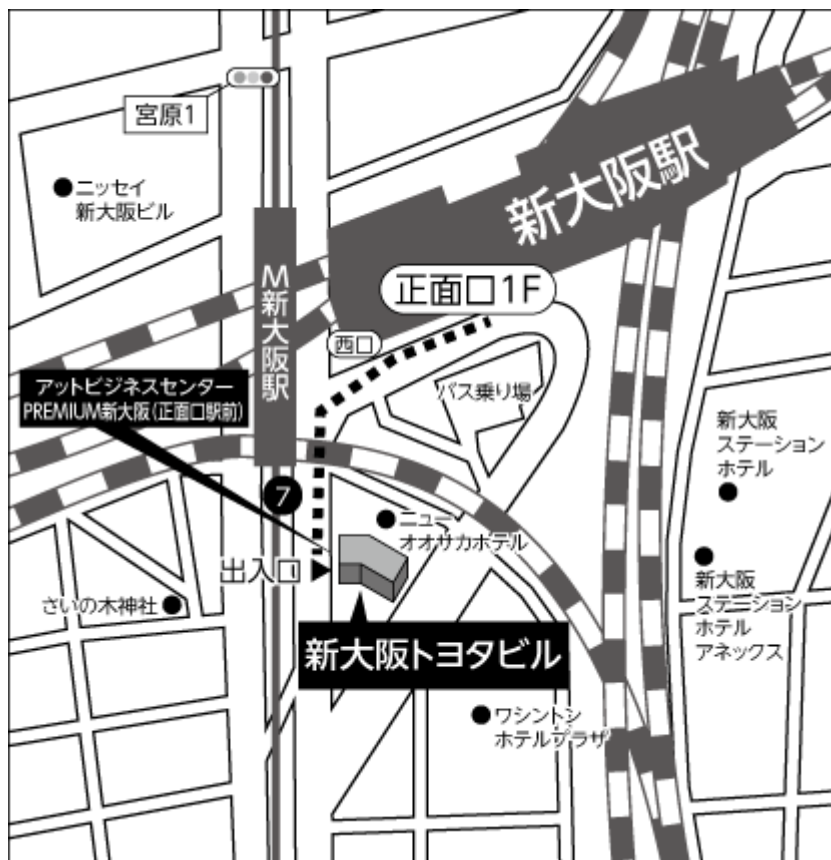 宮原1
ニッセイ
新大阪ビル
新大阪駅
M新大阪駅
正面口1F
西口
アットビジネスセンター
PREMIUM新大阪(正面口駅前)
バス乗り場
新大阪
ステーション
ホテル
7
ニュー
オオサカホテル
出入口
新大阪
ステーション
ホテル
アネックス
さいの木神社
新大阪トヨタビル
ワシントン
ホテルプラザ